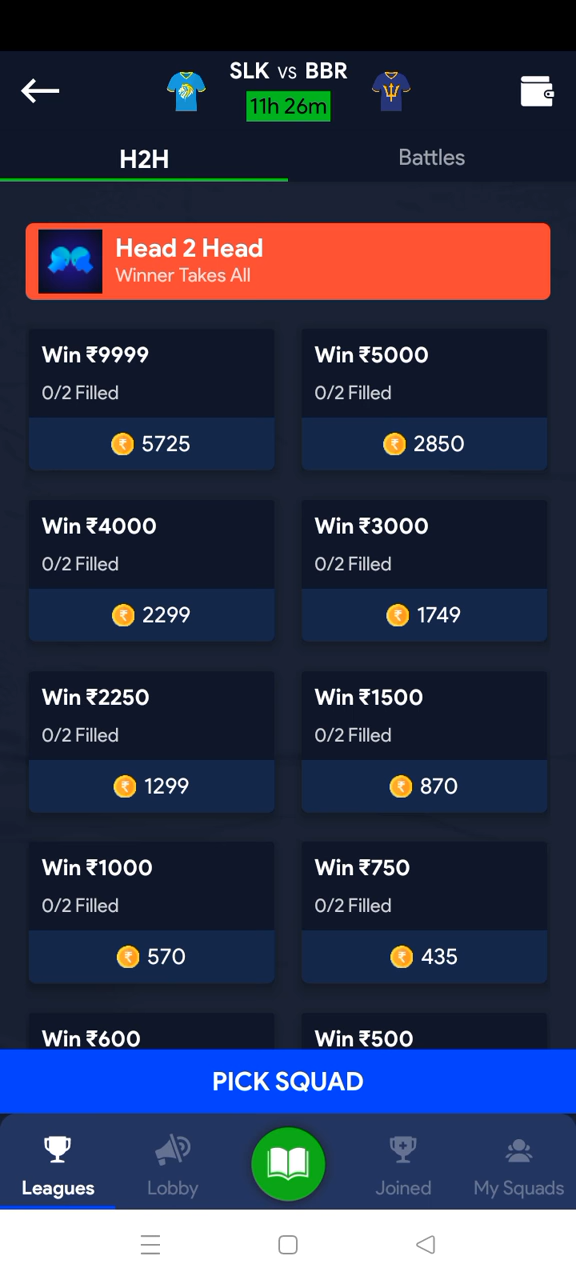 SLK vs BBR
11h 26m
H2H
Battles
Head 2 Head
Winner Takes All
Win ₹9999
0/2 Filled
₹ 5725
Win ₹5000
0/2 Filled
₹ 2850
Win ₹4000
0/2 Filled
₹ 2299
Win ₹3000
0/2 Filled
₹ 1749
Win ₹2250
0/2 Filled
₹ 1299
Win ₹1500
0/2 Filled
₹ 870
Win ₹1000
0/2 Filled
₹ 570
Win ₹750
0/2 Filled
₹ 435
Win ₹600
Win ₹500
PICK SQUAD
Leagues
Lobby
Joined
My Squads